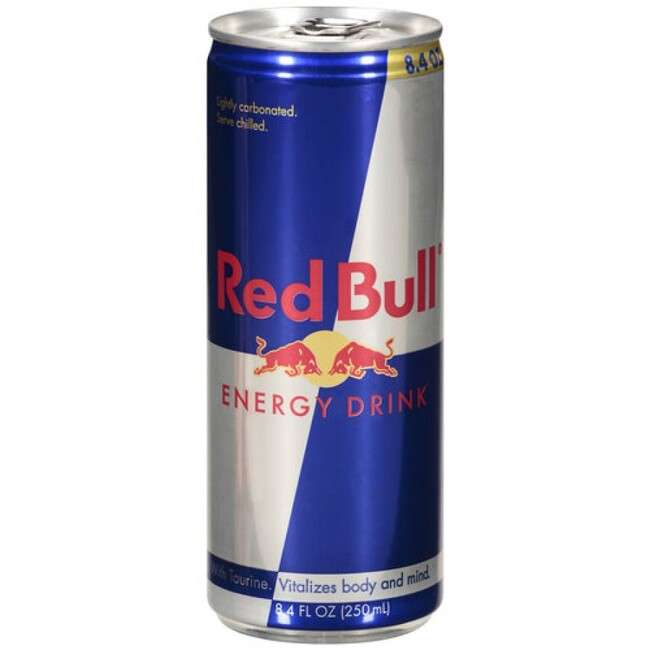 8.4 OZ
Lightly carbonated.
Serve chilled.
Red Bull®
ENERGY DRINK
With Taurine. Vitalizes body and mind.
8.4 FL OZ (250 mL)